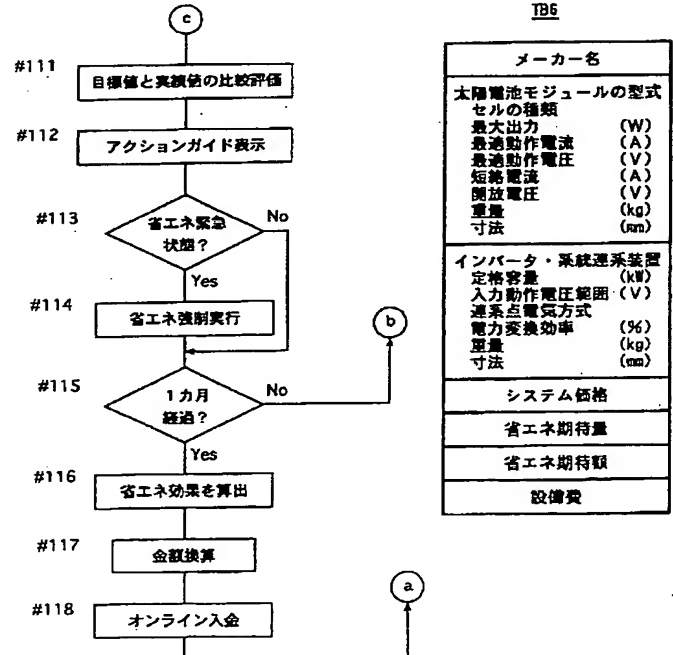 c
#111
目標値と実績値の比較評価
#112
アクションガイド表示
#113
省エネ緊急
状態？
No
Yes
#114
省エネ強制実行
b
#115
1カ月
経過？
No
Yes
#116
省エネ効果を算出
#117
金額換算
#118
オンライン入金
a
TB6
メーカー名
太陽電池モジュールの型式
セルの種類
最大出力 (W)
最適動作電流 (A)
最適動作電圧 (V)
短絡電流 (A)
開放電圧 (V)
重量 (kg)
寸法 (mm)
インバータ・系統連系装置
定格容量 (kW)
入力動作電圧範囲 (V)
連系点電気方式
電力変換効率 (%)
重量 (kg)
寸法 (mm)
システム価格
省エネ期待量
省エネ期待額
設備費